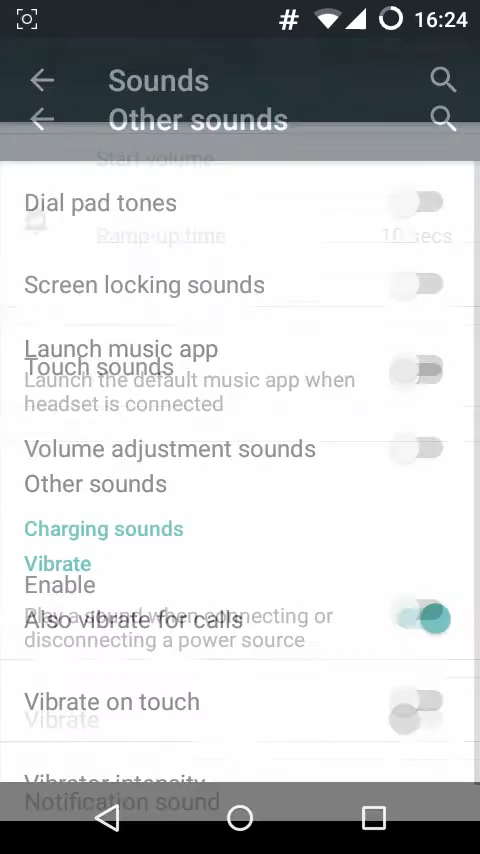 # 16:24
Sounds
Other sounds
Start volume
Dial pad tones
Ramp-up time 10 secs
Screen locking sounds
Launch music app
Touch sounds
Launch the default music app when
headset is connected
Volume adjustment sounds
Other sounds
Charging sounds
Vibrate
Enable
Play a sound when connecting or
Also vibrate for calls
disconnecting a power source
Vibrate on touch
Vibrate
Vibrator intensity
Notification sound